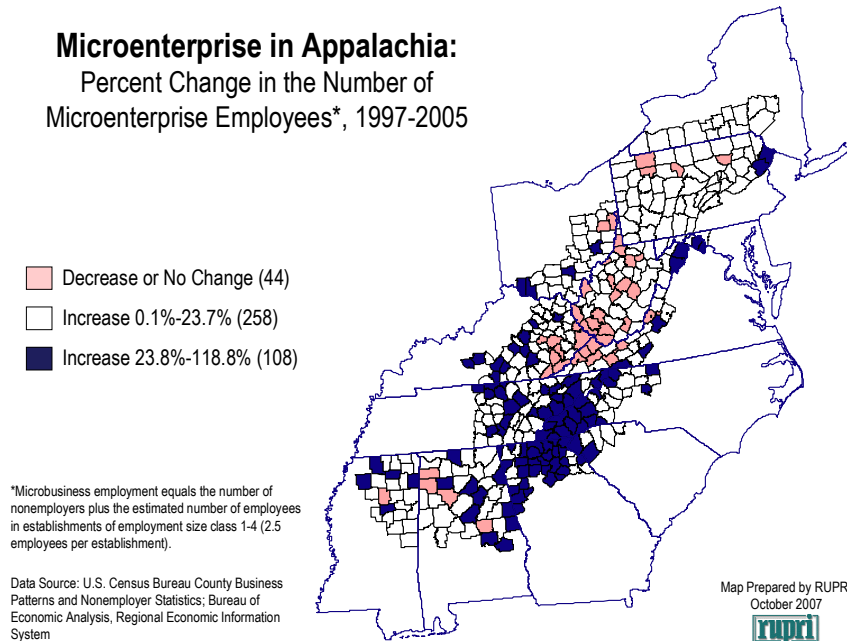 Microenterprise in Appalachia:
Percent Change in the Number of
Microenterprise Employees*, 1997-2005
Decrease or No Change (44)
Increase 0.1%-23.7% (258)
Increase 23.8%-118.8% (108)
*Microbusiness employment equals the number of
nonemployers plus the estimated number of employees
in establishments of employment size class 1-4 (2.5
employees per establishment).
Data Source: U.S. Census Bureau County Business
Patterns and Nonemployer Statistics; Bureau of
Economic Analysis, Regional Economic Information
System
Map Prepared by RUPRI
October 2007
rupri